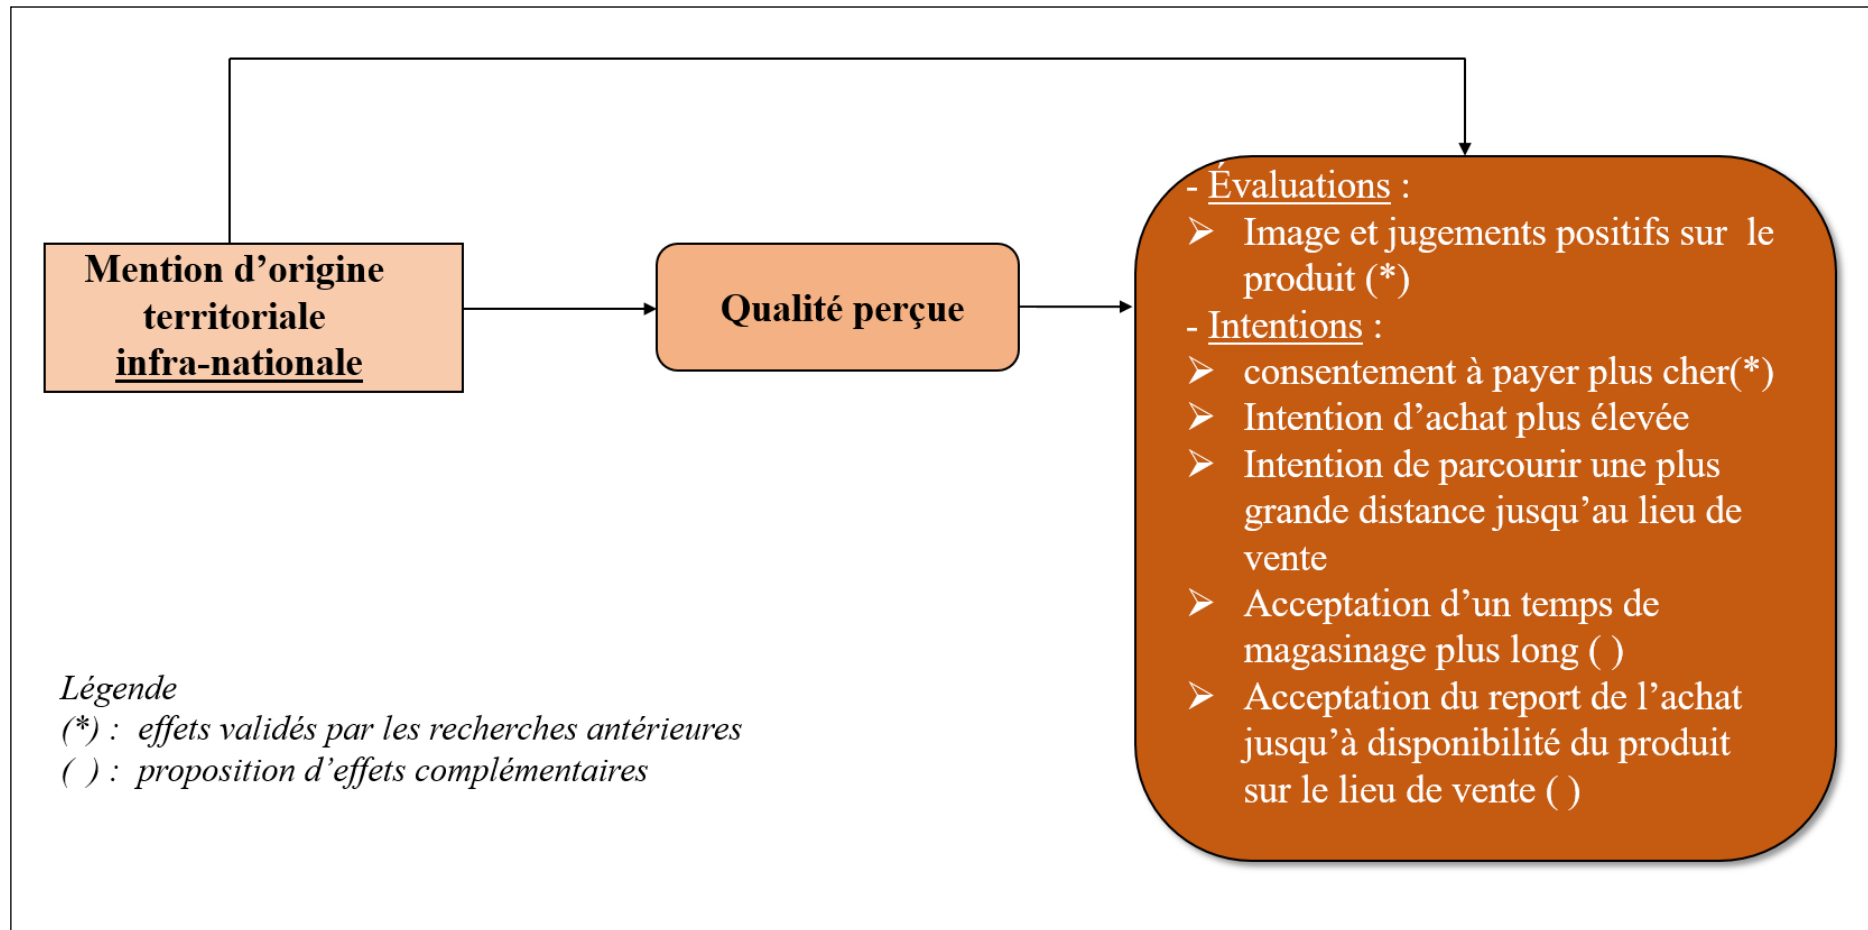 Mention d’origine
territoriale
infra-nationale
Qualité perçue
- Évaluations :
➢ Image et jugements positifs sur le
produit (*)
- Intentions :
➢ consentement à payer plus cher(*)
➢ Intention d’achat plus élevée
➢ Intention de parcourir une plus
grande distance jusqu’au lieu de
vente
➢ Acceptation d’un temps de
magasinage plus long ( )
➢ Acceptation du report de l’achat
jusqu’à disponibilité du produit
sur le lieu de vente ( )
Légende
(*) : effets validés par les recherches antérieures
( ) : proposition d’effets complémentaires